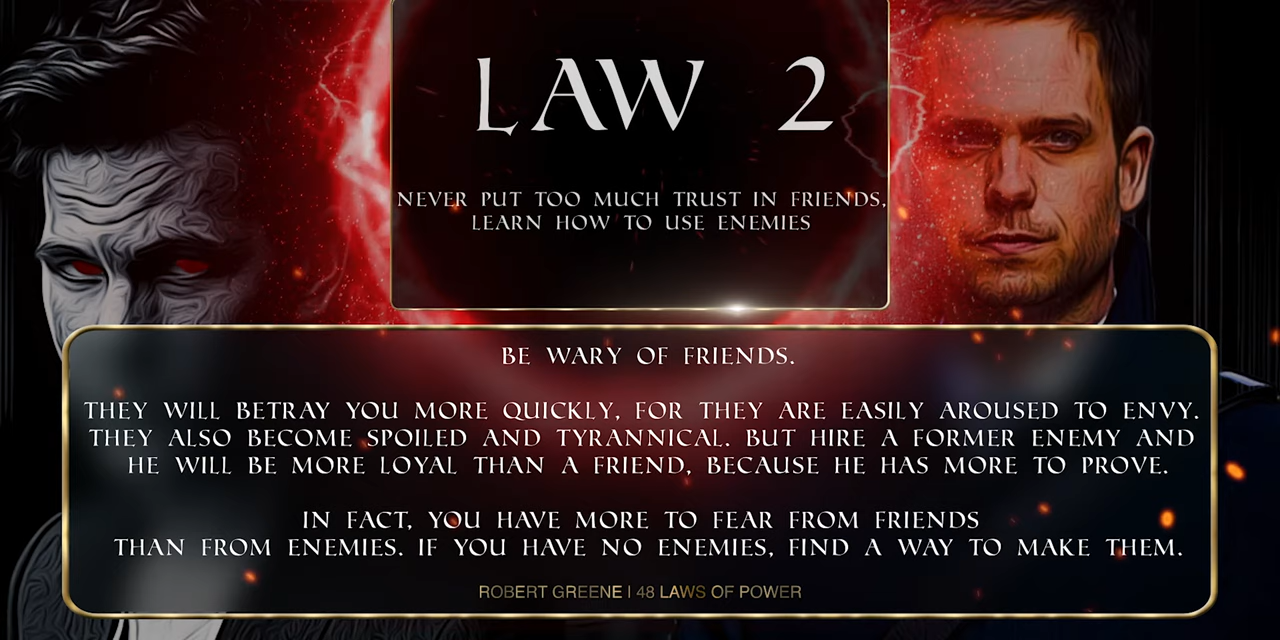 LAW 2
NEVER PUT TOO MUCH TRUST IN FRIENDS,
LEARN HOW TO USE ENEMIES
BE WARY OF FRIENDS.
THEY WILL BETRAY YOU MORE QUICKLY, FOR THEY ARE EASILY AROUSED TO ENVY.
THEY ALSO BECOME SPOILED AND TYRANNICAL. BUT HIRE A FORMER ENEMY AND
HE WILL BE MORE LOYAL THAN A FRIEND, BECAUSE HE HAS MORE TO PROVE.
IN FACT, YOU HAVE MORE TO FEAR FROM FRIENDS
THAN FROM ENEMIES. IF YOU HAVE NO ENEMIES, FIND A WAY TO MAKE THEM.
ROBERT GREENE | 48 LAWS OF POWER